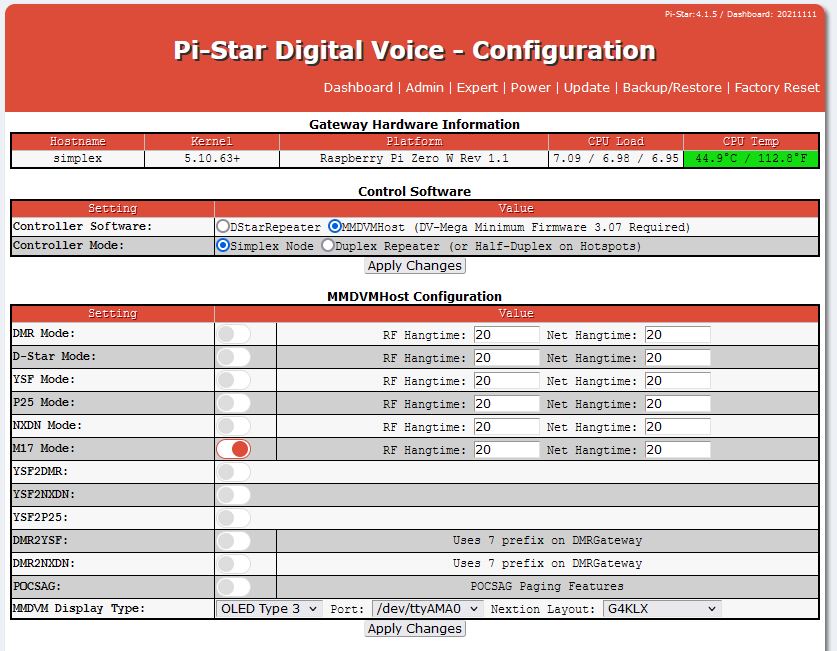 Pi-Star:4.1.5 / Dashboard: 20211111
Pi-Star Digital Voice - Configuration
Dashboard | Admin | Expert | Power | Update | Backup/Restore | Factory Reset
Gateway Hardware Information
Hostname Kernel Platform CPU Load CPU Temp
simplex 5.10.63+ Raspberry Pi Zero W Rev 1.1 7.09 / 6.98 / 6.95 44.9°C / 112.8°F
Control Software
Setting Value
Controller Software: DStarRepeater MMDVMHost (DV-Mega Minimum Firmware 3.07 Required)
Controller Mode: Simplex Node Duplex Repeater (or Half-Duplex on Hotspots)
Apply Changes
MMDVMHost Configuration
Setting Value
DMR Mode: RF Hangtime: 20 Net Hangtime: 20
D-Star Mode: RF Hangtime: 20 Net Hangtime: 20
YSF Mode: RF Hangtime: 20 Net Hangtime: 20
P25 Mode: RF Hangtime: 20 Net Hangtime: 20
NXDN Mode: RF Hangtime: 20 Net Hangtime: 20
M17 Mode: RF Hangtime: 20 Net Hangtime: 20
YSF2DMR:
YSF2NXDN:
YSF2P25:
DMR2YSF: Uses 7 prefix on DMRGateway
DMR2NXDN: Uses 7 prefix on DMRGateway
POCSAG: POCSAG Paging Features
MMDVM Display Type: OLED Type 3 Port: /dev/ttyAMA0 Nextion Layout: G4KLX
Apply Changes